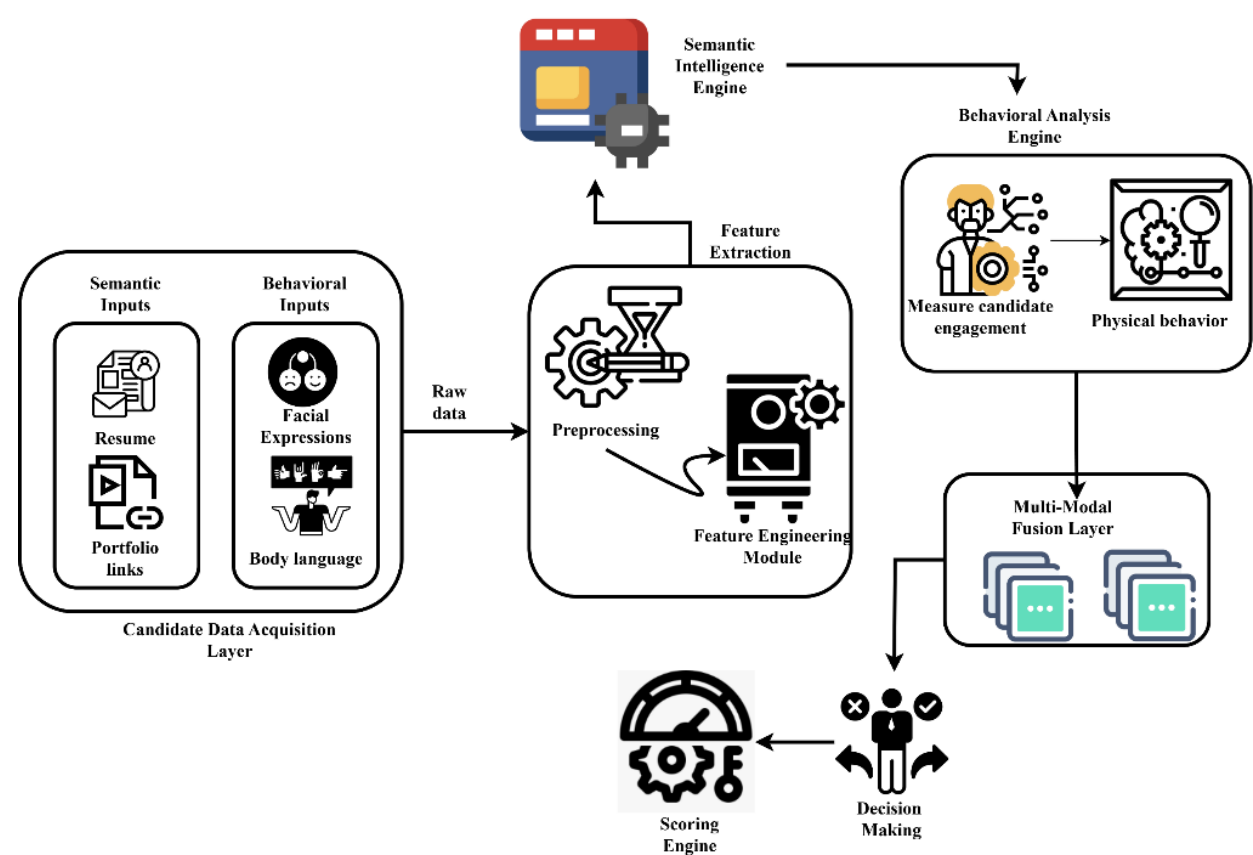 Semantic
Intelligence
Engine
Behavioral Analysis
Engine
Measure candidate
engagement
Physical behavior
Feature
Extraction
Semantic
Inputs
Behavioral
Inputs
Resume
Portfolio
links
Facial
Expressions
Body language
Candidate Data Acquisition
Layer
Raw
data
Preprocessing
Feature Engineering
Module
Multi-Modal
Fusion Layer
Decision
Making
Scoring
Engine